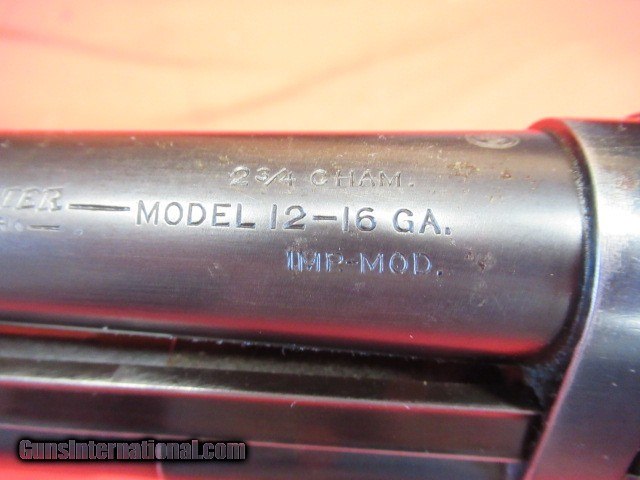 2 3/4 CHAM.
MODEL 12-16 GA.
IMP-MOD.
GunsInternational.com